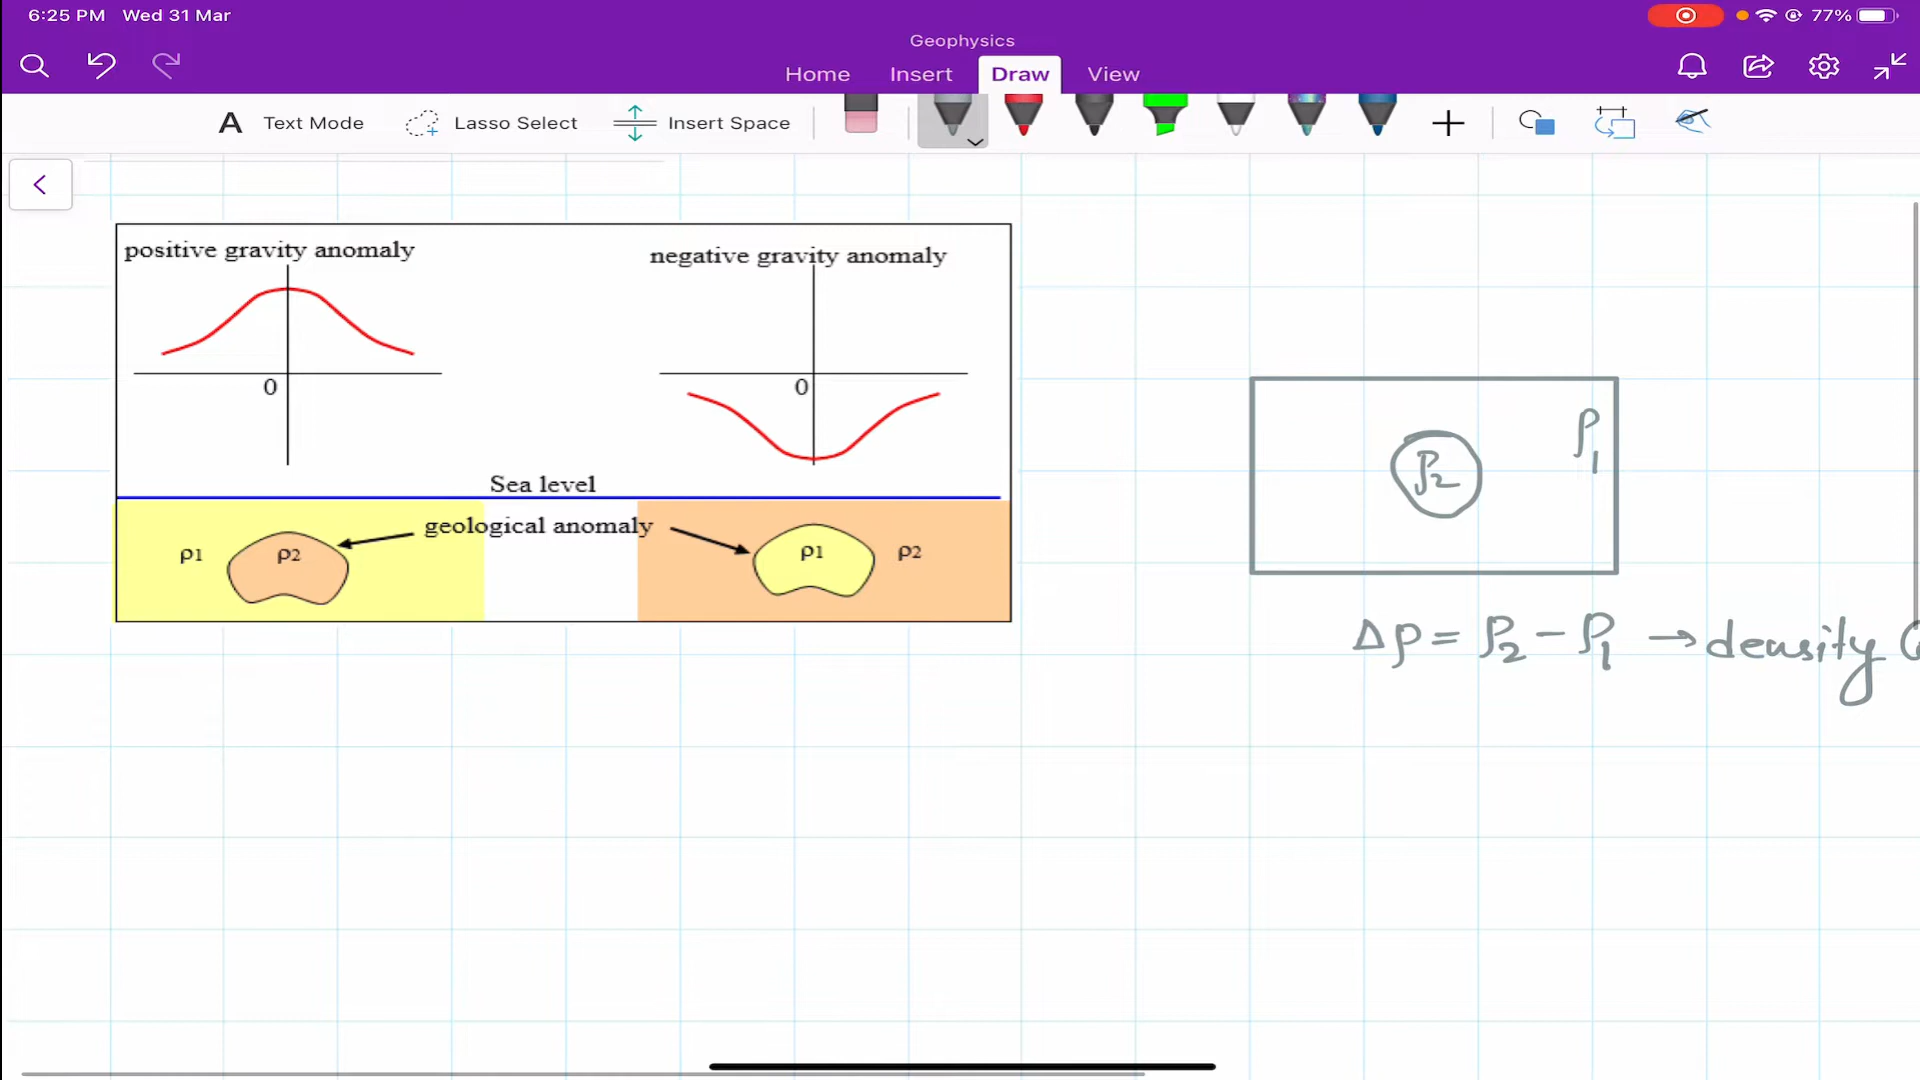 6:25 PM Wed 31 Mar
77%
Geophysics
Home Insert Draw View
A Text Mode Lasso Select Insert Space
positive gravity anomaly
negative gravity anomaly
0
0
Sea level
geological anomaly
ρ1 ρ2 ρ1 ρ2
ρ2 ρ1
Δρ = ρ2 - ρ1 → density